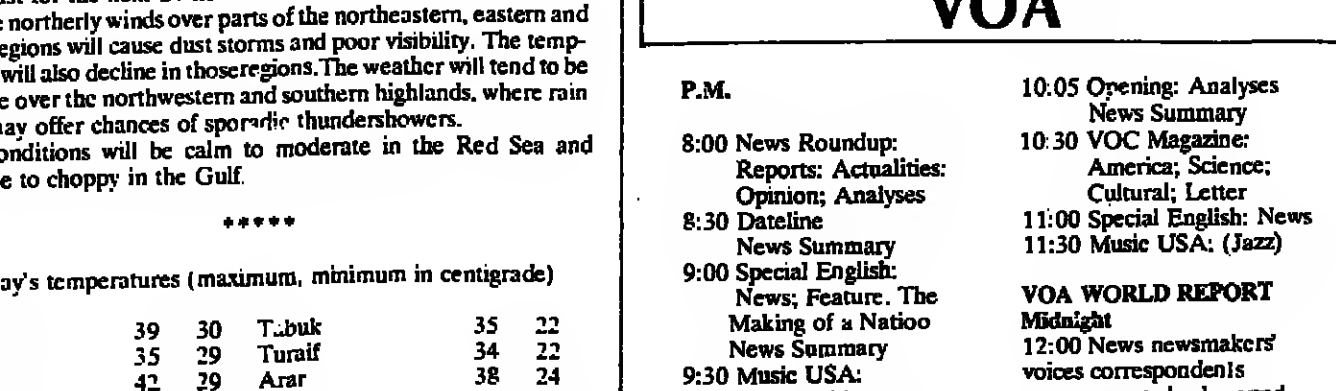 northerly winds over parts of the northeastern, eastern and
egions will cause dust storms and poor visibility. The temp-
will also decline in thoseregions.The weather will tend to be
e over the northwestern and southern highlands, where rain
may offer chances of sporadic thundershowers.
onditions will be calm to moderate in the Red Sea and
e to choppy in the Gulf.
*****
ay's temperatures (maximum, minimum in centigrade)
39 30 Tabuk 35 22
35 29 Turaif 34 22
42 29 Arar 38 24
VOA
P.M.
8:00 News Roundup:
Reports: Actualities:
Opinion; Analyses
8:30 Dateline
News Summary
9:00 Special English:
News; Feature. The
Making of a Natioo
News Summary
9:30 Music USA:
10:05 Opening: Analyses
News Summary
10:30 VOC Magazine:
America; Science;
Cultural; Letter
11:00 Special English: News
11:30 Music USA: (Jazz)
VOA WORLD REPORT
Midnight
12:00 News newsmakers'
voices correspondenls